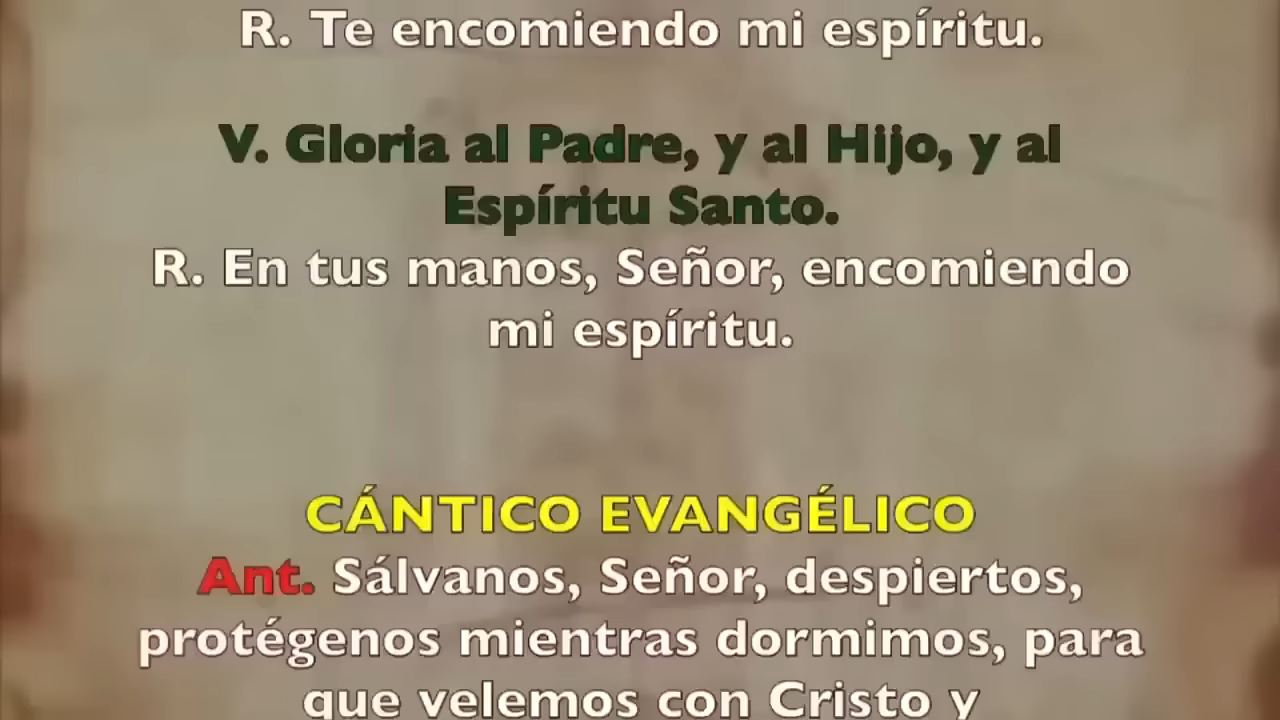 R. Te encomiendo mi espíritu.
V. Gloria al Padre, y al Hijo, y al
Espíritu Santo.
R. En tus manos, Señor, encomiendo
mi espíritu.
CÁNTICO EVANGÉLICO
Ant. Sálvanos, Señor, despiertos,
protégenos mientras dormimos, para
que velemos con Cristo y